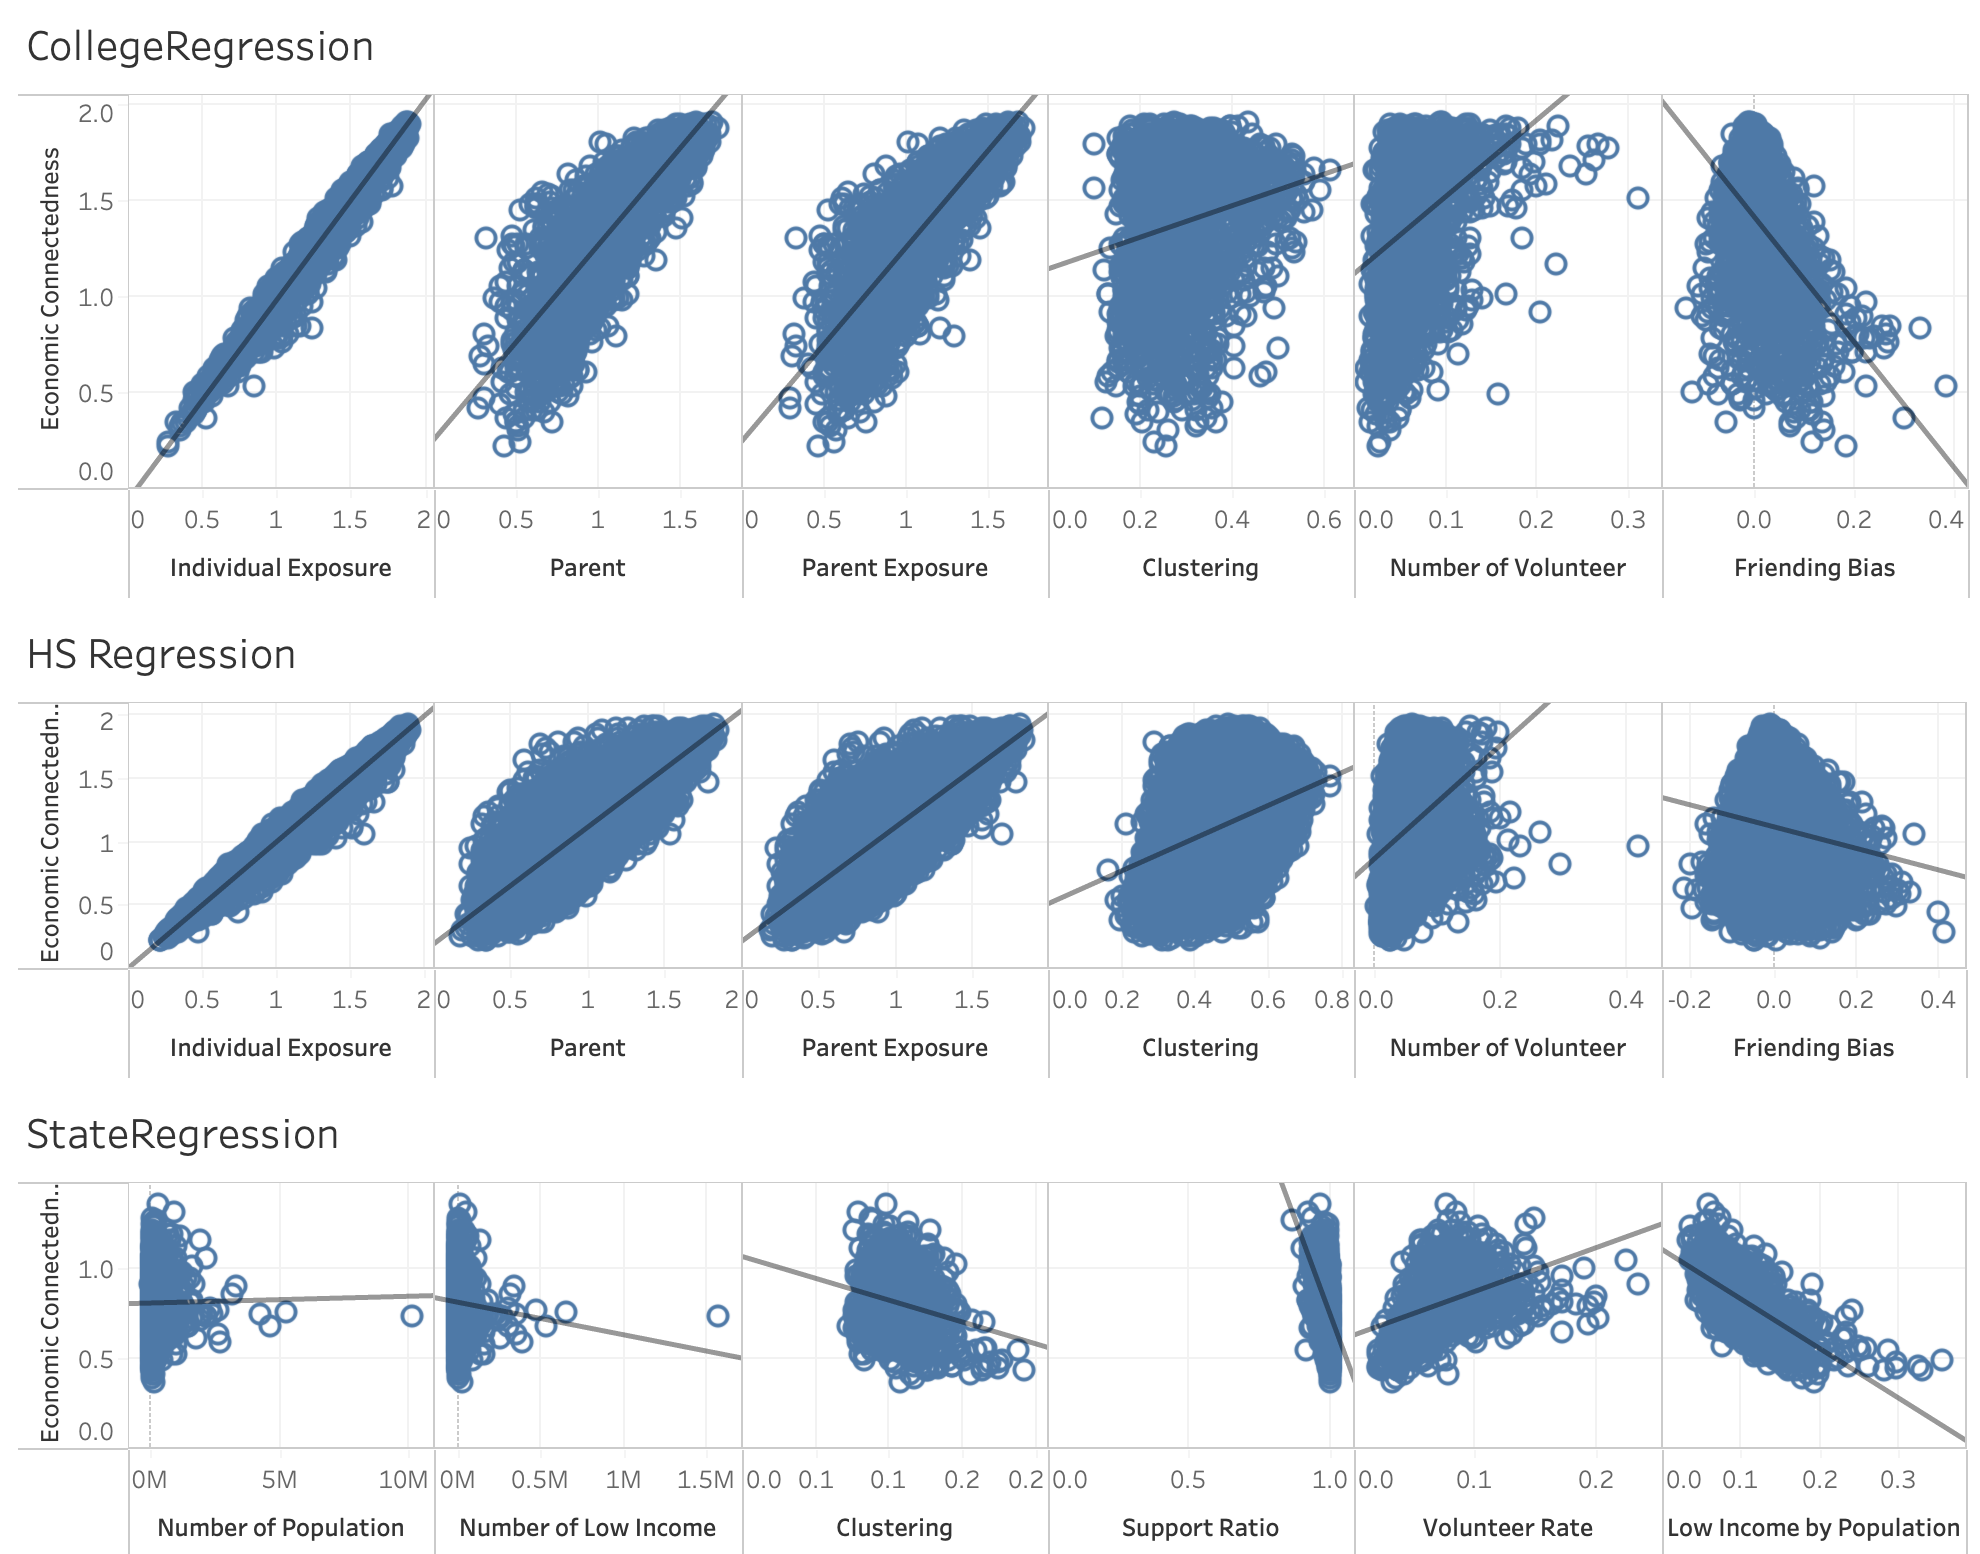 CollegeRegression
Economic Connectedness
2.0
1.5
1.0
0.5
0.0
0 0.5 1 1.5 2 0 0.5 1 1.5 0 0.5 1 1.5 0.0 0.2 0.4 0.6 0.0 0.1 0.2 0.3 0.0 0.2 0.4
Individual Exposure Parent Parent Exposure Clustering Number of Volunteer Friending Bias
HS Regression
Economic Connectedn..
2
1.5
1
0.5
0
0 0.5 1 1.5 2 0 0.5 1 1.5 2 0 0.5 1 1.5 0.0 0.2 0.4 0.6 0.8 0.0 0.2 0.4 -0.2 0.0 0.2 0.4
Individual Exposure Parent Parent Exposure Clustering Number of Volunteer Friending Bias
StateRegression
Economic Connectedn..
1.0
0.5
0.0
0M 5M 10M 0M 0.5M 1M 1.5M 0.0 0.1 0.1 0.2 0.2 0.0 0.5 1.0 0.0 0.1 0.2 0.0 0.1 0.2 0.3
Number of Population Number of Low Income Clustering Support Ratio Volunteer Rate Low Income by Population